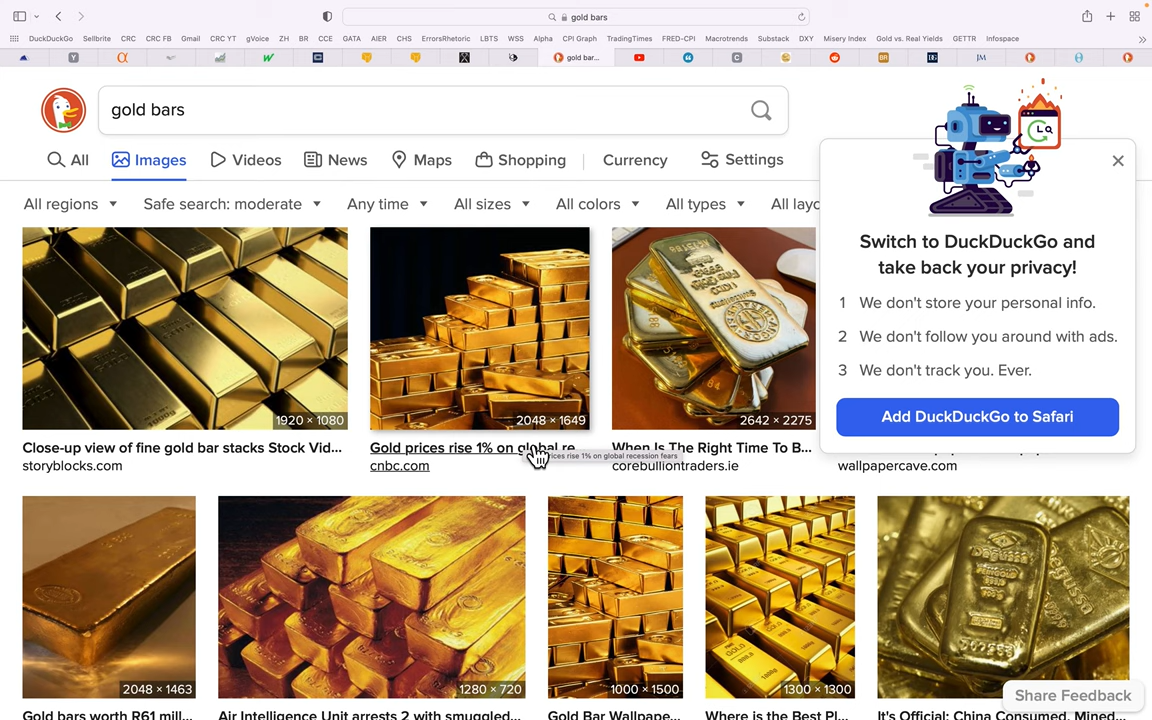 gold bars
DuckDuckGo Sellbrite CRC CRC FB Gmail CRC YT gVoice ZH BR CCE GATA AIER CHS ErrorsRhetoric LBTS WSS Alpha CPI Graph TradingTimes FRED-CPI Macrotrends Substack DXY Misery Index Gold vs. Real Yields GETTR Infospace
gold bar...
gold bars
All Images Videos News Maps Shopping Currency Settings
All regions Safe search: moderate Any time All sizes All colors All types All layo
Switch to DuckDuckGo and
take back your privacy!
1 We don't store your personal info.
2 We don't follow you around with ads.
3 We don't track you. Ever.
Add DuckDuckGo to Safari
1920 × 1080
2048 × 1649
2642 × 2275
Close-up view of fine gold bar stacks Stock Vid...
storyblocks.com
Gold prices rise 1% on global re
cnbc.com
ces rise 1% on global recession fears
When Is The Right Time To B...
corebulliontraders.ie
wallpapercave.com
2048 × 1463
1280 × 720
1000 × 1500
1300 × 1300
Share Feedback
Gold bars worth R61 mill...
Air Intelligence Unit arrests 2 with smuggled...
Gold Bar Wallpape...
Where is the Best Pl...
It's Official: China Consumed, Mined...